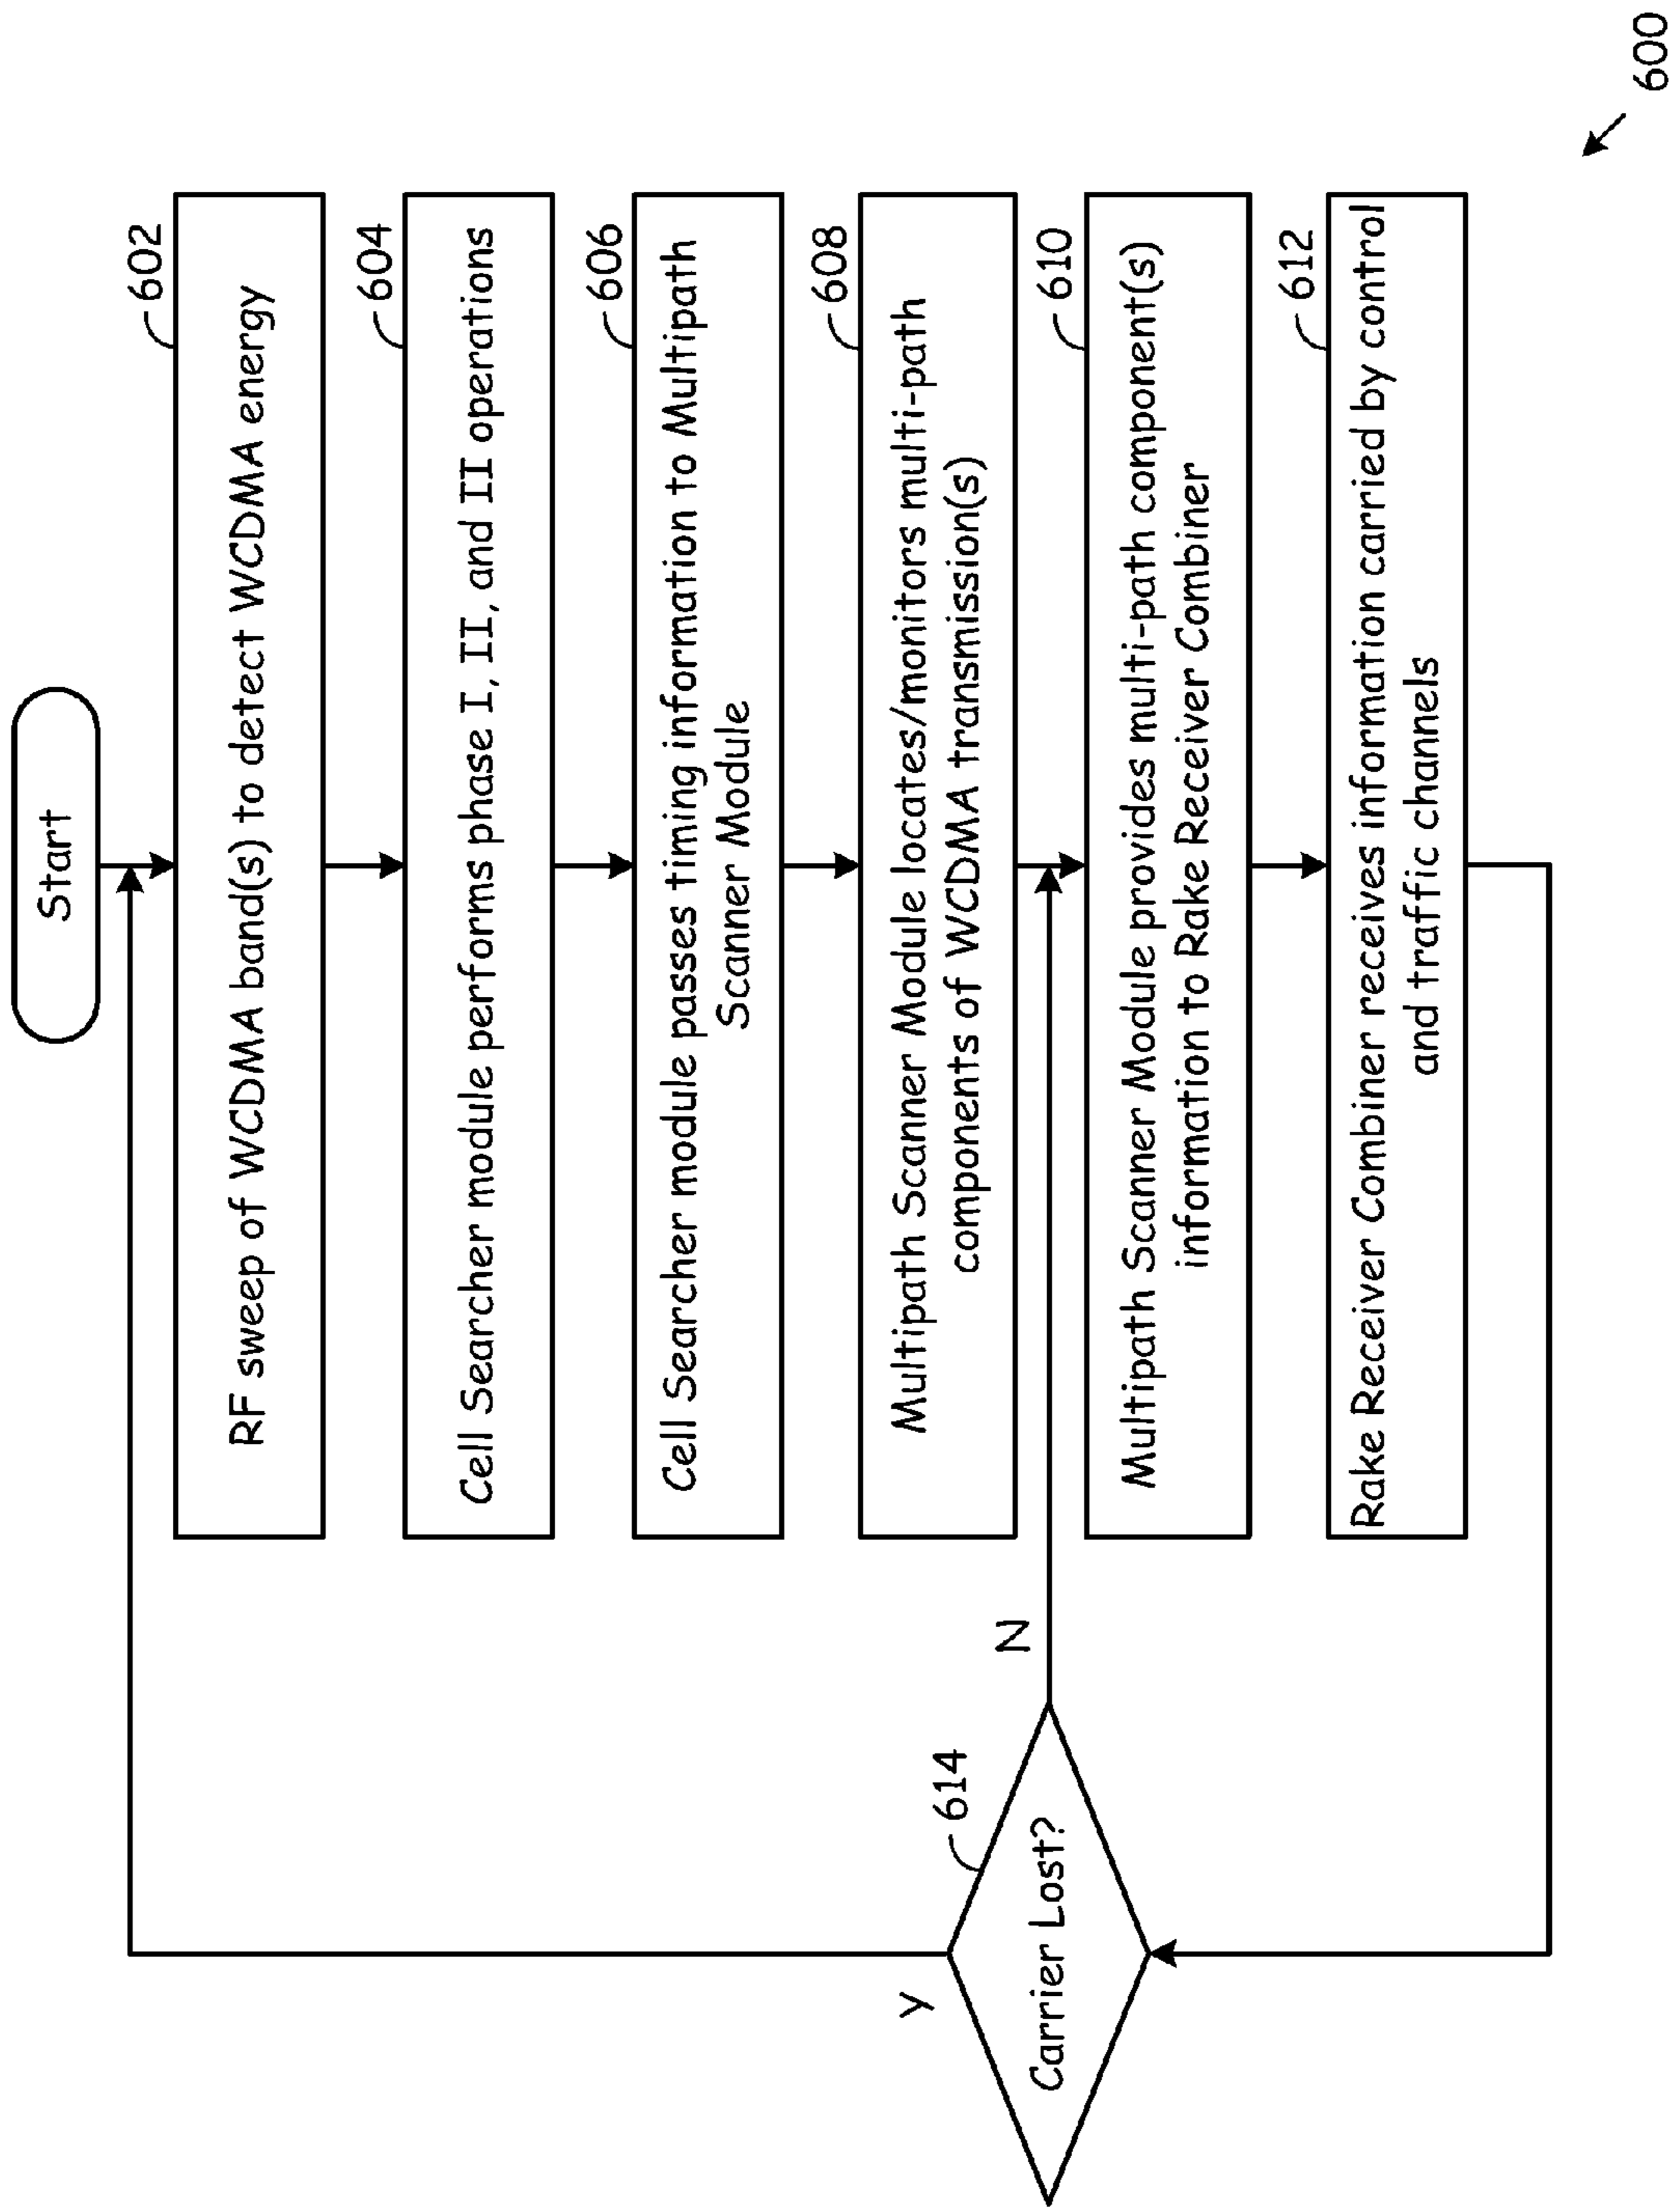 Start
602
RF sweep of WCDMA band(s) to detect WCDMA energy
604
Cell Searcher module performs phase I, II, and II operations
606
Cell Searcher module passes timing information to Multipath
Scanner Module
608
Multipath Scanner Module locates/monitors multi-path
components of WCDMA transmission(s)
610
Multipath Scanner Module provides multi-path component(s)
information to Rake Receiver Combiner
612
Rake Receiver Combiner receives information carried by control
and traffic channels
614
Carrier Lost?
Y
N
600